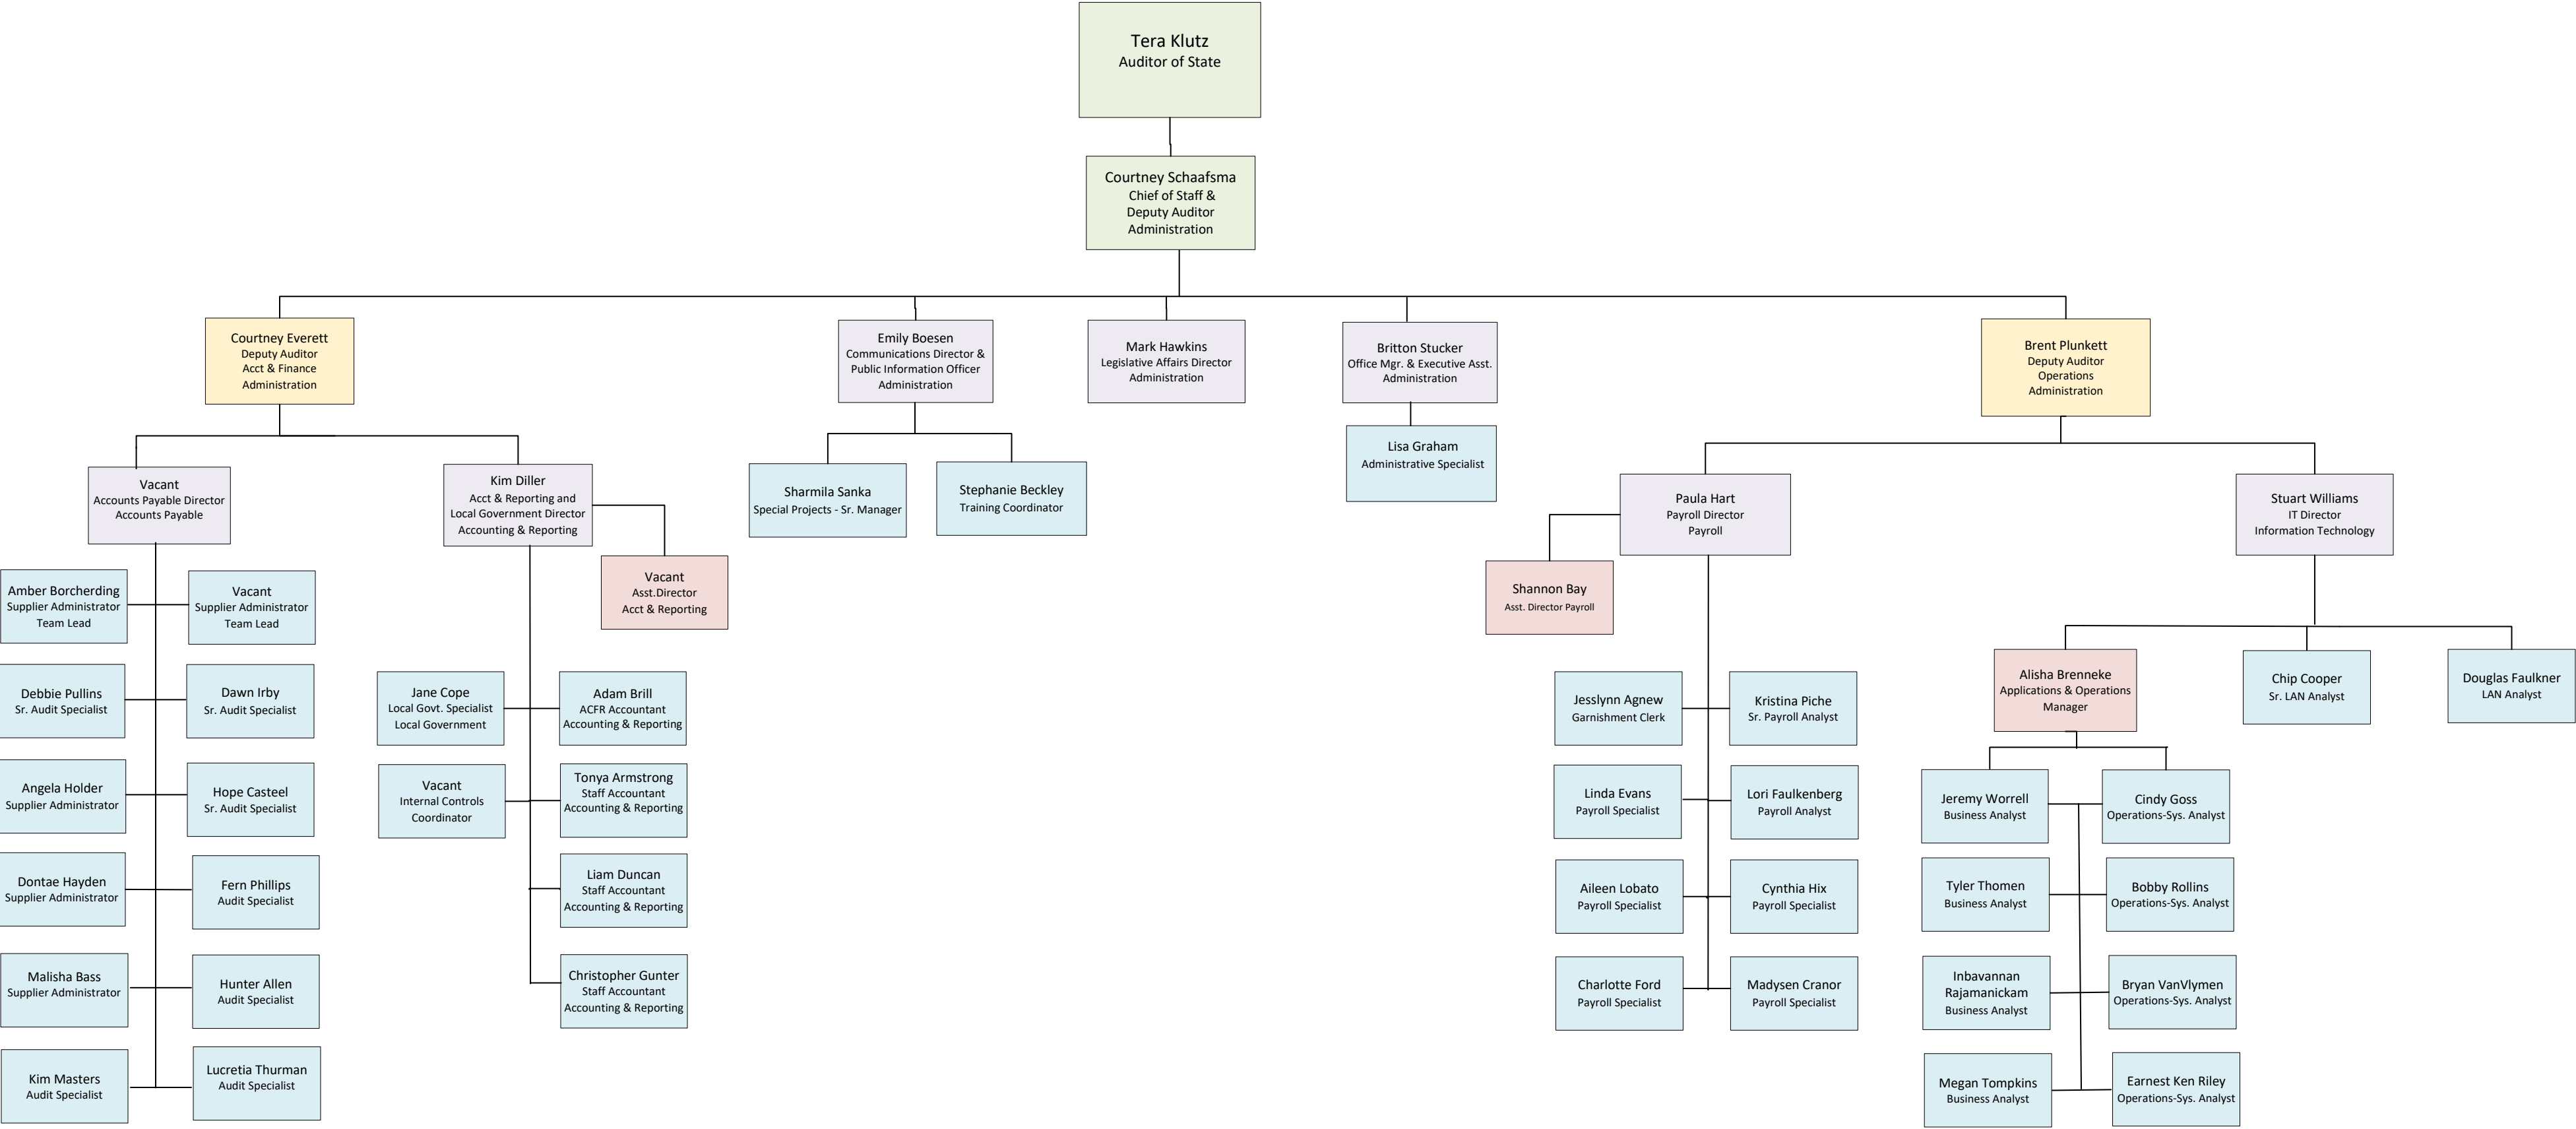 Tera Klutz
Auditor of State
Courtney Schaafsma
Chief of Staff &
Deputy Auditor
Administration
Courtney Everett
Deputy Auditor
Acct & Finance
Administration
Emily Boesen
Communications Director &
Public Information Officer
Administration
Mark Hawkins
Legislative Affairs Director
Administration
Britton Stucker
Office Mgr. & Executive Asst.
Administration
Brent Plunkett
Deputy Auditor
Operations
Administration
Vacant
Accounts Payable Director
Accounts Payable
Kim Diller
Acct & Reporting and
Local Government Director
Accounting & Reporting
Sharmila Sanka
Special Projects - Sr. Manager
Stephanie Beckley
Training Coordinator
Lisa Graham
Administrative Specialist
Paula Hart
Payroll Director
Payroll
Stuart Williams
IT Director
Information Technology
Vacant
Asst.Director
Acct & Reporting
Shannon Bay
Asst. Director Payroll
Amber Borcherding
Supplier Administrator
Team Lead
Vacant
Supplier Administrator
Team Lead
Debbie Pullins
Sr. Audit Specialist
Dawn Irby
Sr. Audit Specialist
Angela Holder
Supplier Administrator
Hope Casteel
Sr. Audit Specialist
Dontae Hayden
Supplier Administrator
Fern Phillips
Audit Specialist
Malisha Bass
Supplier Administrator
Hunter Allen
Audit Specialist
Kim Masters
Audit Specialist
Lucretia Thurman
Audit Specialist
Jane Cope
Local Govt. Specialist
Local Government
Adam Brill
ACFR Accountant
Accounting & Reporting
Vacant
Internal Controls
Coordinator
Tonya Armstrong
Staff Accountant
Accounting & Reporting
Liam Duncan
Staff Accountant
Accounting & Reporting
Christopher Gunter
Staff Accountant
Accounting & Reporting
Jesslynn Agnew
Garnishment Clerk
Kristina Piche
Sr. Payroll Analyst
Linda Evans
Payroll Specialist
Lori Faulkenberg
Payroll Analyst
Aileen Lobato
Payroll Specialist
Cynthia Hix
Payroll Specialist
Charlotte Ford
Payroll Specialist
Madysen Cranor
Payroll Specialist
Alisha Brenneke
Applications & Operations
Manager
Chip Cooper
Sr. LAN Analyst
Douglas Faulkner
LAN Analyst
Jeremy Worrell
Business Analyst
Cindy Goss
Operations-Sys. Analyst
Tyler Thomen
Business Analyst
Bobby Rollins
Operations-Sys. Analyst
Inbavannan
Rajamanickam
Business Analyst
Bryan VanVlymen
Operations-Sys. Analyst
Megan Tompkins
Business Analyst
Earnest Ken Riley
Operations-Sys. Analyst